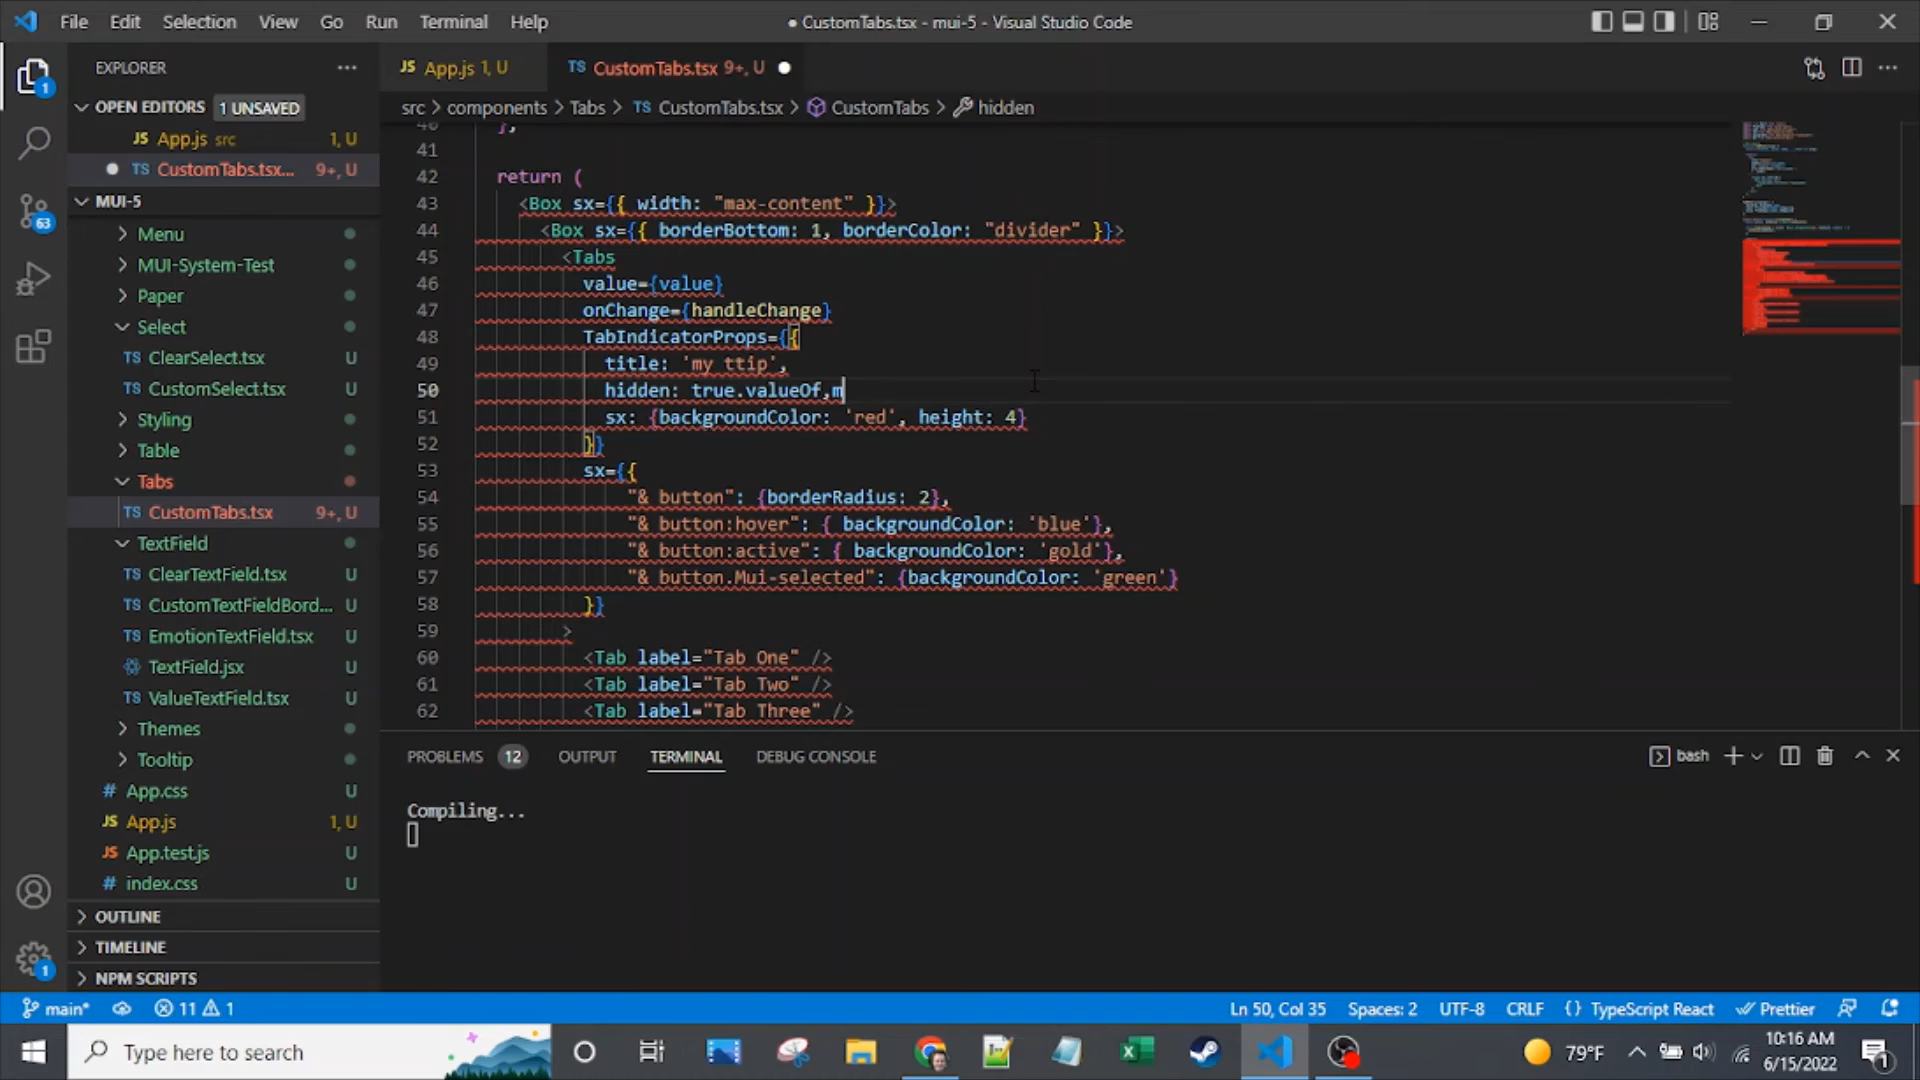 File Edit Selection View Go Run Terminal Help
● CustomTabs.tsx - mui-5 - Visual Studio Code
EXPLORER
OPEN EDITORS 1 UNSAVED
JS App.js src 1, U
TS CustomTabs.tsx... 9+, U
MUI-5
Menu
MUI-System-Test
Paper
Select
TS ClearSelect.tsx U
TS CustomSelect.tsx U
Styling
Table
Tabs
TS CustomTabs.tsx 9+, U
TextField
TS ClearTextField.tsx U
TS CustomTextFieldBord... U
TS EmotionTextField.tsx U
TextField.jsx U
TS ValueTextField.tsx U
Themes
Tooltip
# App.css U
JS App.js 1, U
JS App.test.js U
# index.css U
OUTLINE
TIMELINE
NPM SCRIPTS
1
63
1
JS App.js 1, U
TS CustomTabs.tsx 9+, U
src > components > Tabs > TS CustomTabs.tsx > CustomTabs > hidden
40 };
41
42 return (
43 <Box sx={{ width: "max-content" }}>
44 <Box sx={{ borderBottom: 1, borderColor: "divider" }}>
45 <Tabs
46 value={value}
47 onChange={handleChange}
48 TabIndicatorProps={{
49 title: 'my ttip',
50 hidden: true.valueOf,m
51 sx: {backgroundColor: 'red', height: 4}
52 }}
53 sx={{
54 "& button": {borderRadius: 2},
55 "& button:hover": { backgroundColor: 'blue'},
56 "& button:active": { backgroundColor: 'gold'},
57 "& button.Mui-selected": {backgroundColor: 'green'}
58 }}
59 >
60 <Tab label="Tab One" />
61 <Tab label="Tab Two" />
62 <Tab label="Tab Three" />
PROBLEMS 12 OUTPUT TERMINAL DEBUG CONSOLE
bash
Compiling...
main* 11 1
Ln 50, Col 35 Spaces: 2 UTF-8 CRLF {} TypeScript React Prettier
Type here to search
79°F
10:16 AM
6/15/2022
1